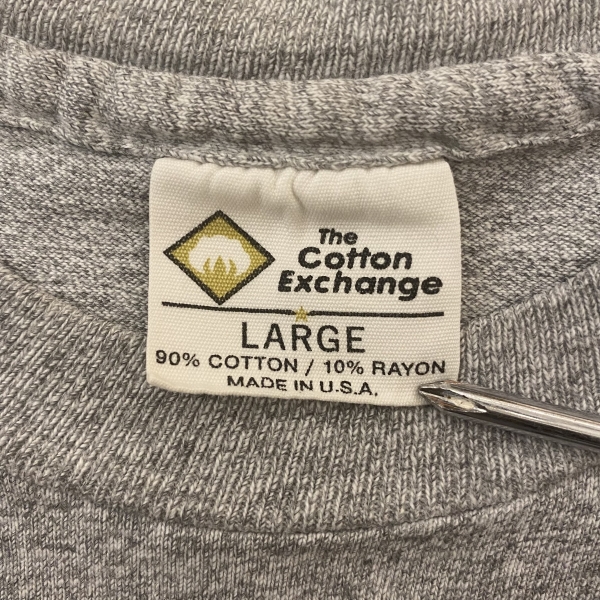 The
Cotton
Exchange
LARGE
90% COTTON / 10% RAYON
MADE IN U.S.A.